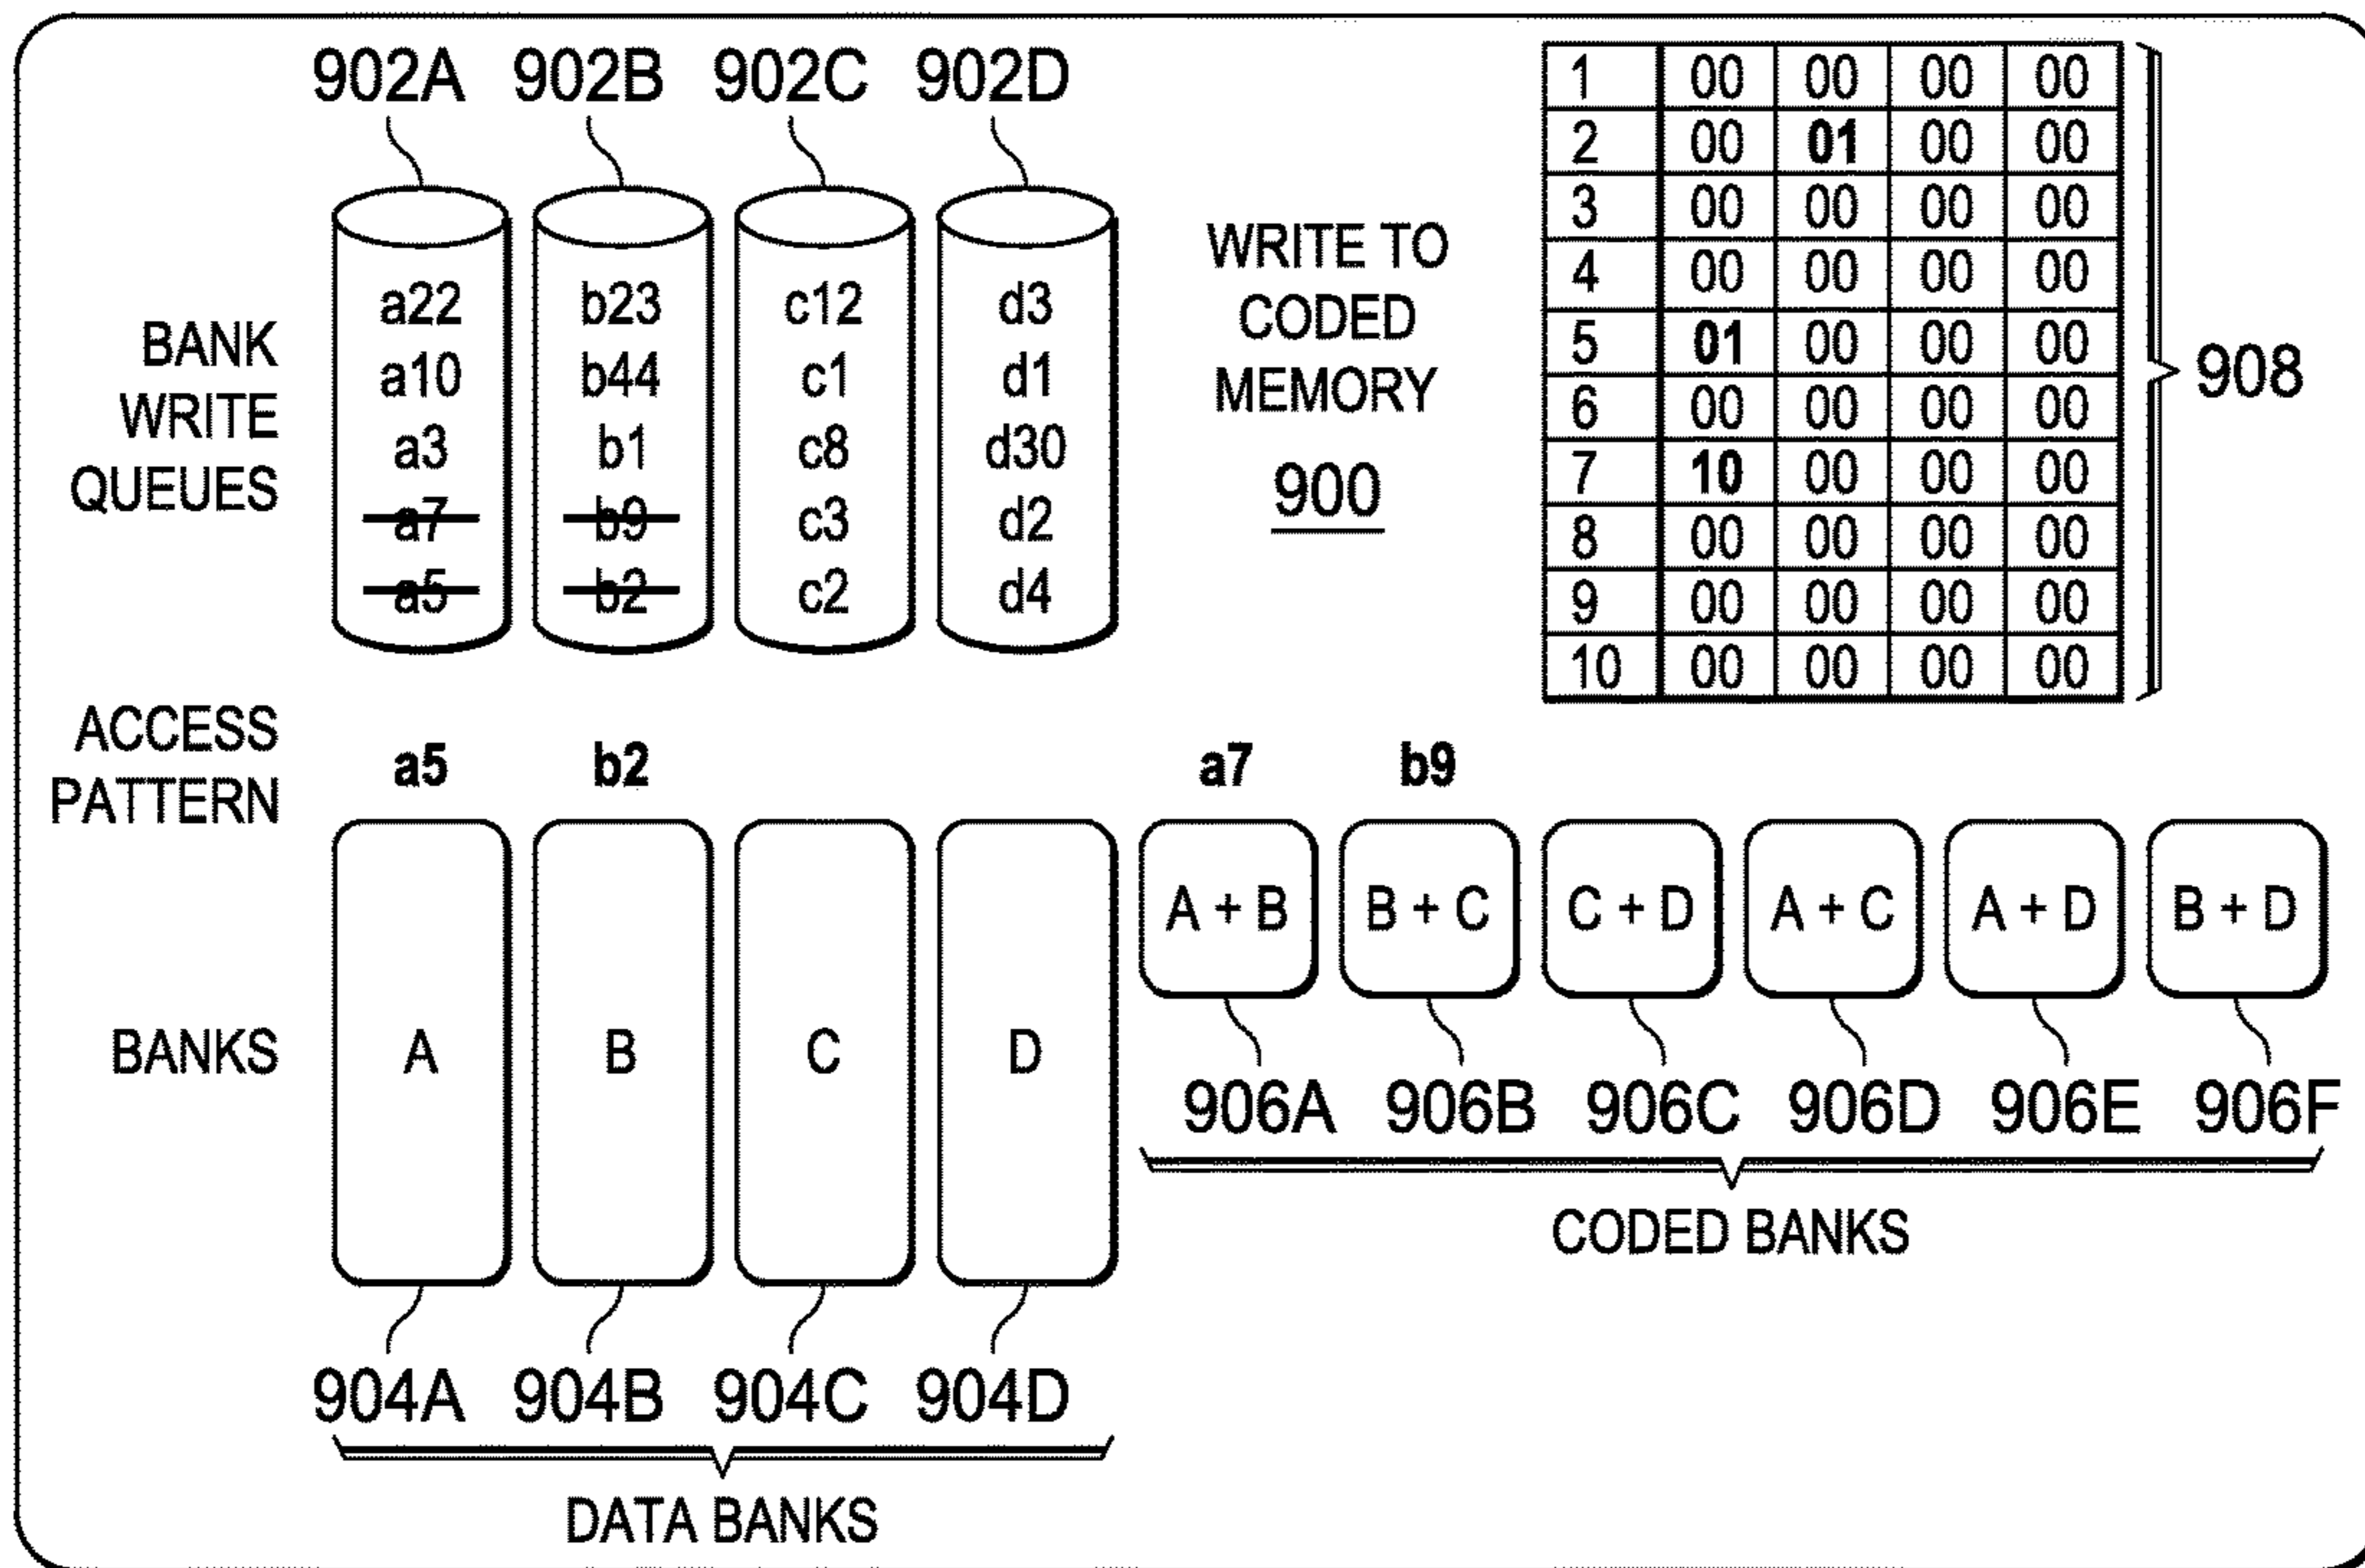 902A 902B 902C 902D
BANK
WRITE
QUEUES
a22 b23 c12 d3
a10 b44 c1 d1
a3 b1 c8 d30
a7 b9 c3 d2
a5 b2 c2 d4
WRITE TO
CODED
MEMORY
900
1 00 00 00 00
2 00 01 00 00
3 00 00 00 00
4 00 00 00 00
5 01 00 00 00
6 00 00 00 00
7 10 00 00 00
8 00 00 00 00
9 00 00 00 00
10 00 00 00 00
908
ACCESS
PATTERN
a5 b2 a7 b9
BANKS
A B C D
A + B B + C C + D A + C A + D B + D
906A 906B 906C 906D 906E 906F
CODED BANKS
904A 904B 904C 904D
DATA BANKS